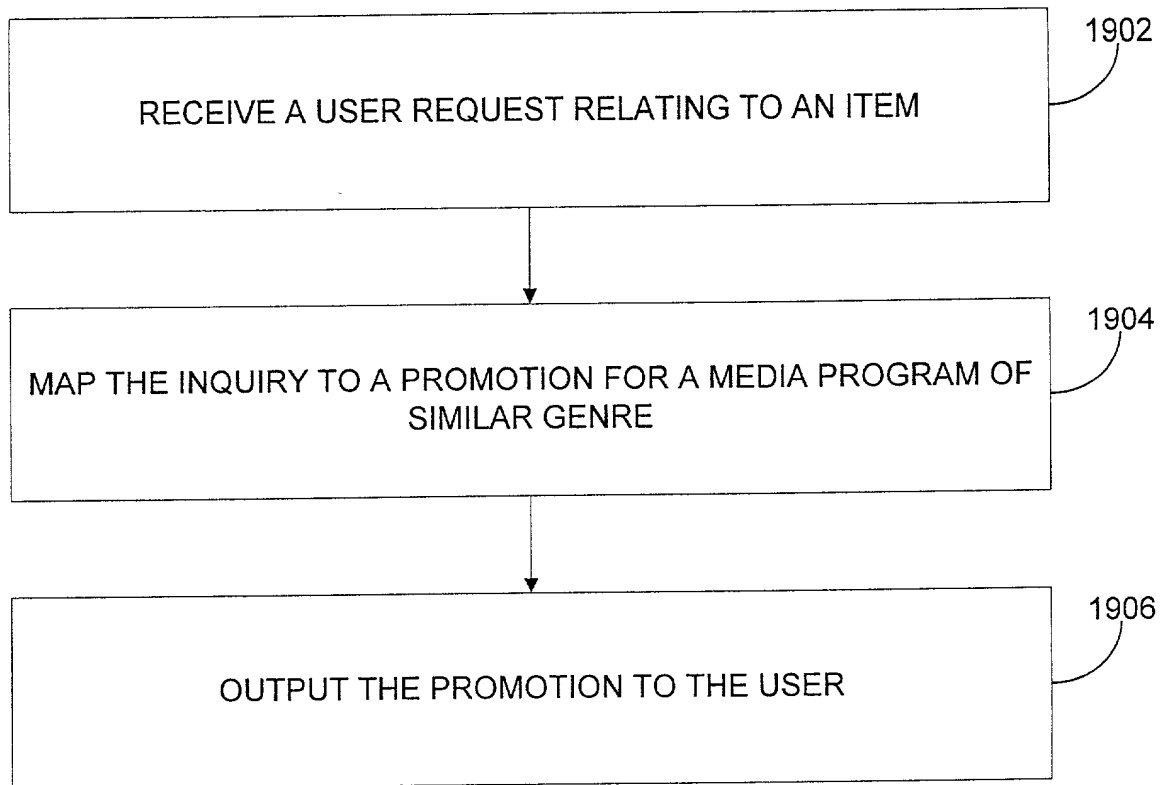 1902
RECEIVE A USER REQUEST RELATING TO AN ITEM
1904
MAP THE INQUIRY TO A PROMOTION FOR A MEDIA PROGRAM OF
SIMILAR GENRE
1906
OUTPUT THE PROMOTION TO THE USER